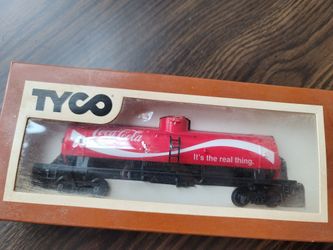 TYCO
Coca-Cola
It's the real thing.